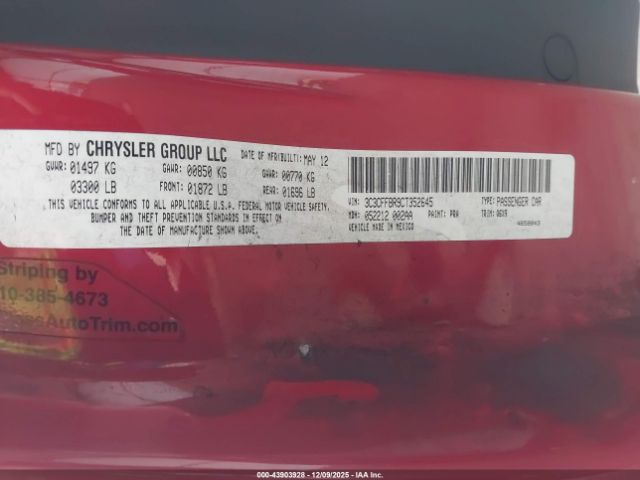 MFD BY CHRYSLER GROUP LLC DATE OF MFR(BUILT): MAY 12
GVWR: 01497 KG GAWR: 00850 KG GAWR: 00770 KG
03300 LB FRONT: 01872 LB REAR: 01696 LB
.THIS VEHICLE CONFORMS TO ALL APPLICABLE U.S.A. FEDERAL MOTOR VEHICLE SAFETY,
BUMPER AND THEFT PREVENTION STANDARDS IN EFFECT ON
THE DATE OF MANUFACTURE SHOWN ABOVE.
VIN: 3C3CFFBR9CT352645 TYPE: PASSENGER CAR
MDH: 052212 002AA PAINT: PRA TRIM: O6X9
VEHICLE MADE IN MEXICO
Striping by:
10-385-4673
AutoTrim.com
000-43903928 - 12/09/2025 - IAA Inc.